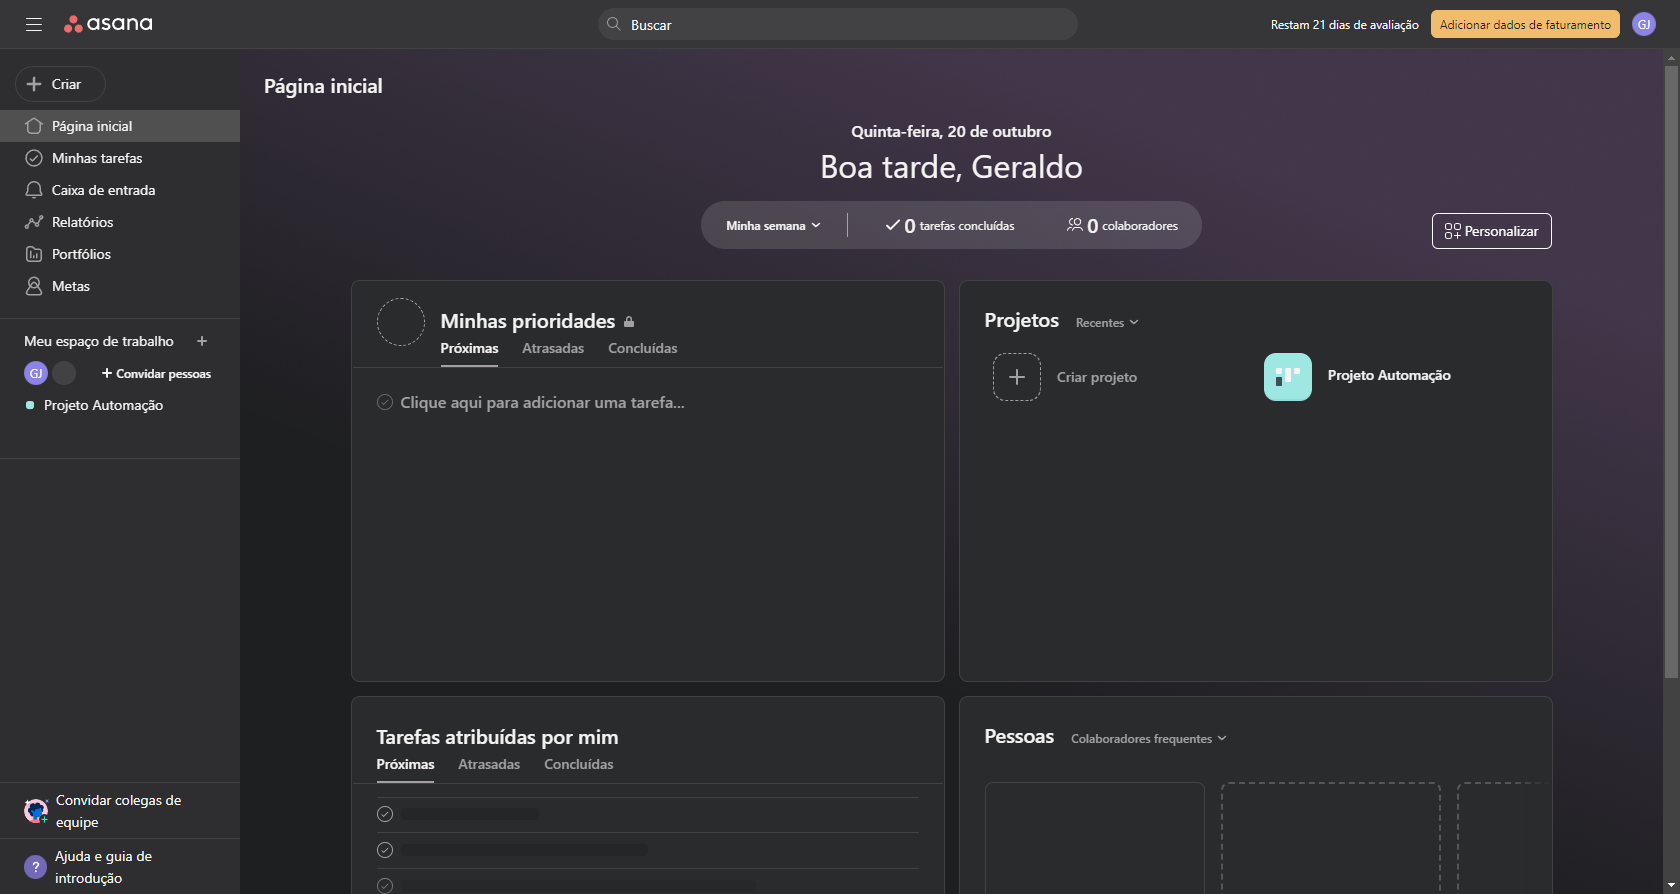 asana
Buscar
Restam 21 dias de avaliação
Adicionar dados de faturamento
GJ
Criar
Página inicial
Minhas tarefas
Caixa de entrada
Relatórios
Portfólios
Metas
Meu espaço de trabalho
GJ
Convidar pessoas
Projeto Automação
Convidar colegas de
equipe
?
Ajuda e guia de
introdução
Página inicial
Quinta-feira, 20 de outubro
Boa tarde, Geraldo
Minha semana
0 tarefas concluídas
0 colaboradores
Personalizar
Minhas prioridades
Próximas Atrasadas Concluídas
Clique aqui para adicionar uma tarefa...
Projetos Recentes
Criar projeto
Projeto Automação
Tarefas atribuídas por mim
Próximas Atrasadas Concluídas
Pessoas Colaboradores frequentes